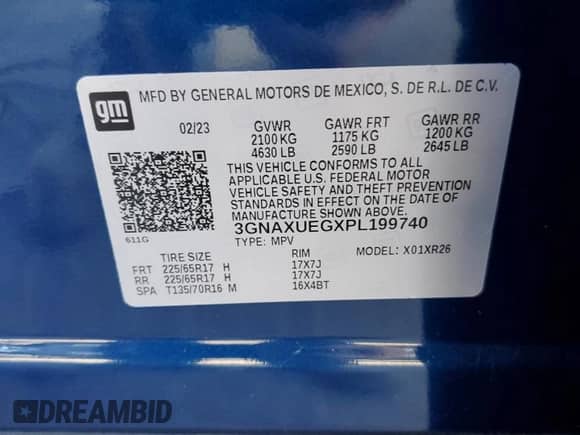 gm
MFD BY GENERAL MOTORS DE MEXICO, S. DE R.L. DE C.V.
02/23 GVWR GAWR FRT GAWR RR
2100 KG 1175 KG 1200 KG
4630 LB 2590 LB 2645 LB
THIS VEHICLE CONFORMS TO ALL
APPLICABLE U.S. FEDERAL MOTOR
VEHICLE SAFETY AND THEFT PREVENTION
STANDARDS IN EFFECT ON THE DATE OF
MANUFACTURE SHOWN ABOVE.
611G
3GNAXUEGXPL199740
TYPE: MPV MODEL: X01XR26
TIRE SIZE RIM
FRT 225/65R17 H 17X7J
RR 225/65R17 H 17X7J
SPA T135/70R16 M 16X4BT
DREAMBID